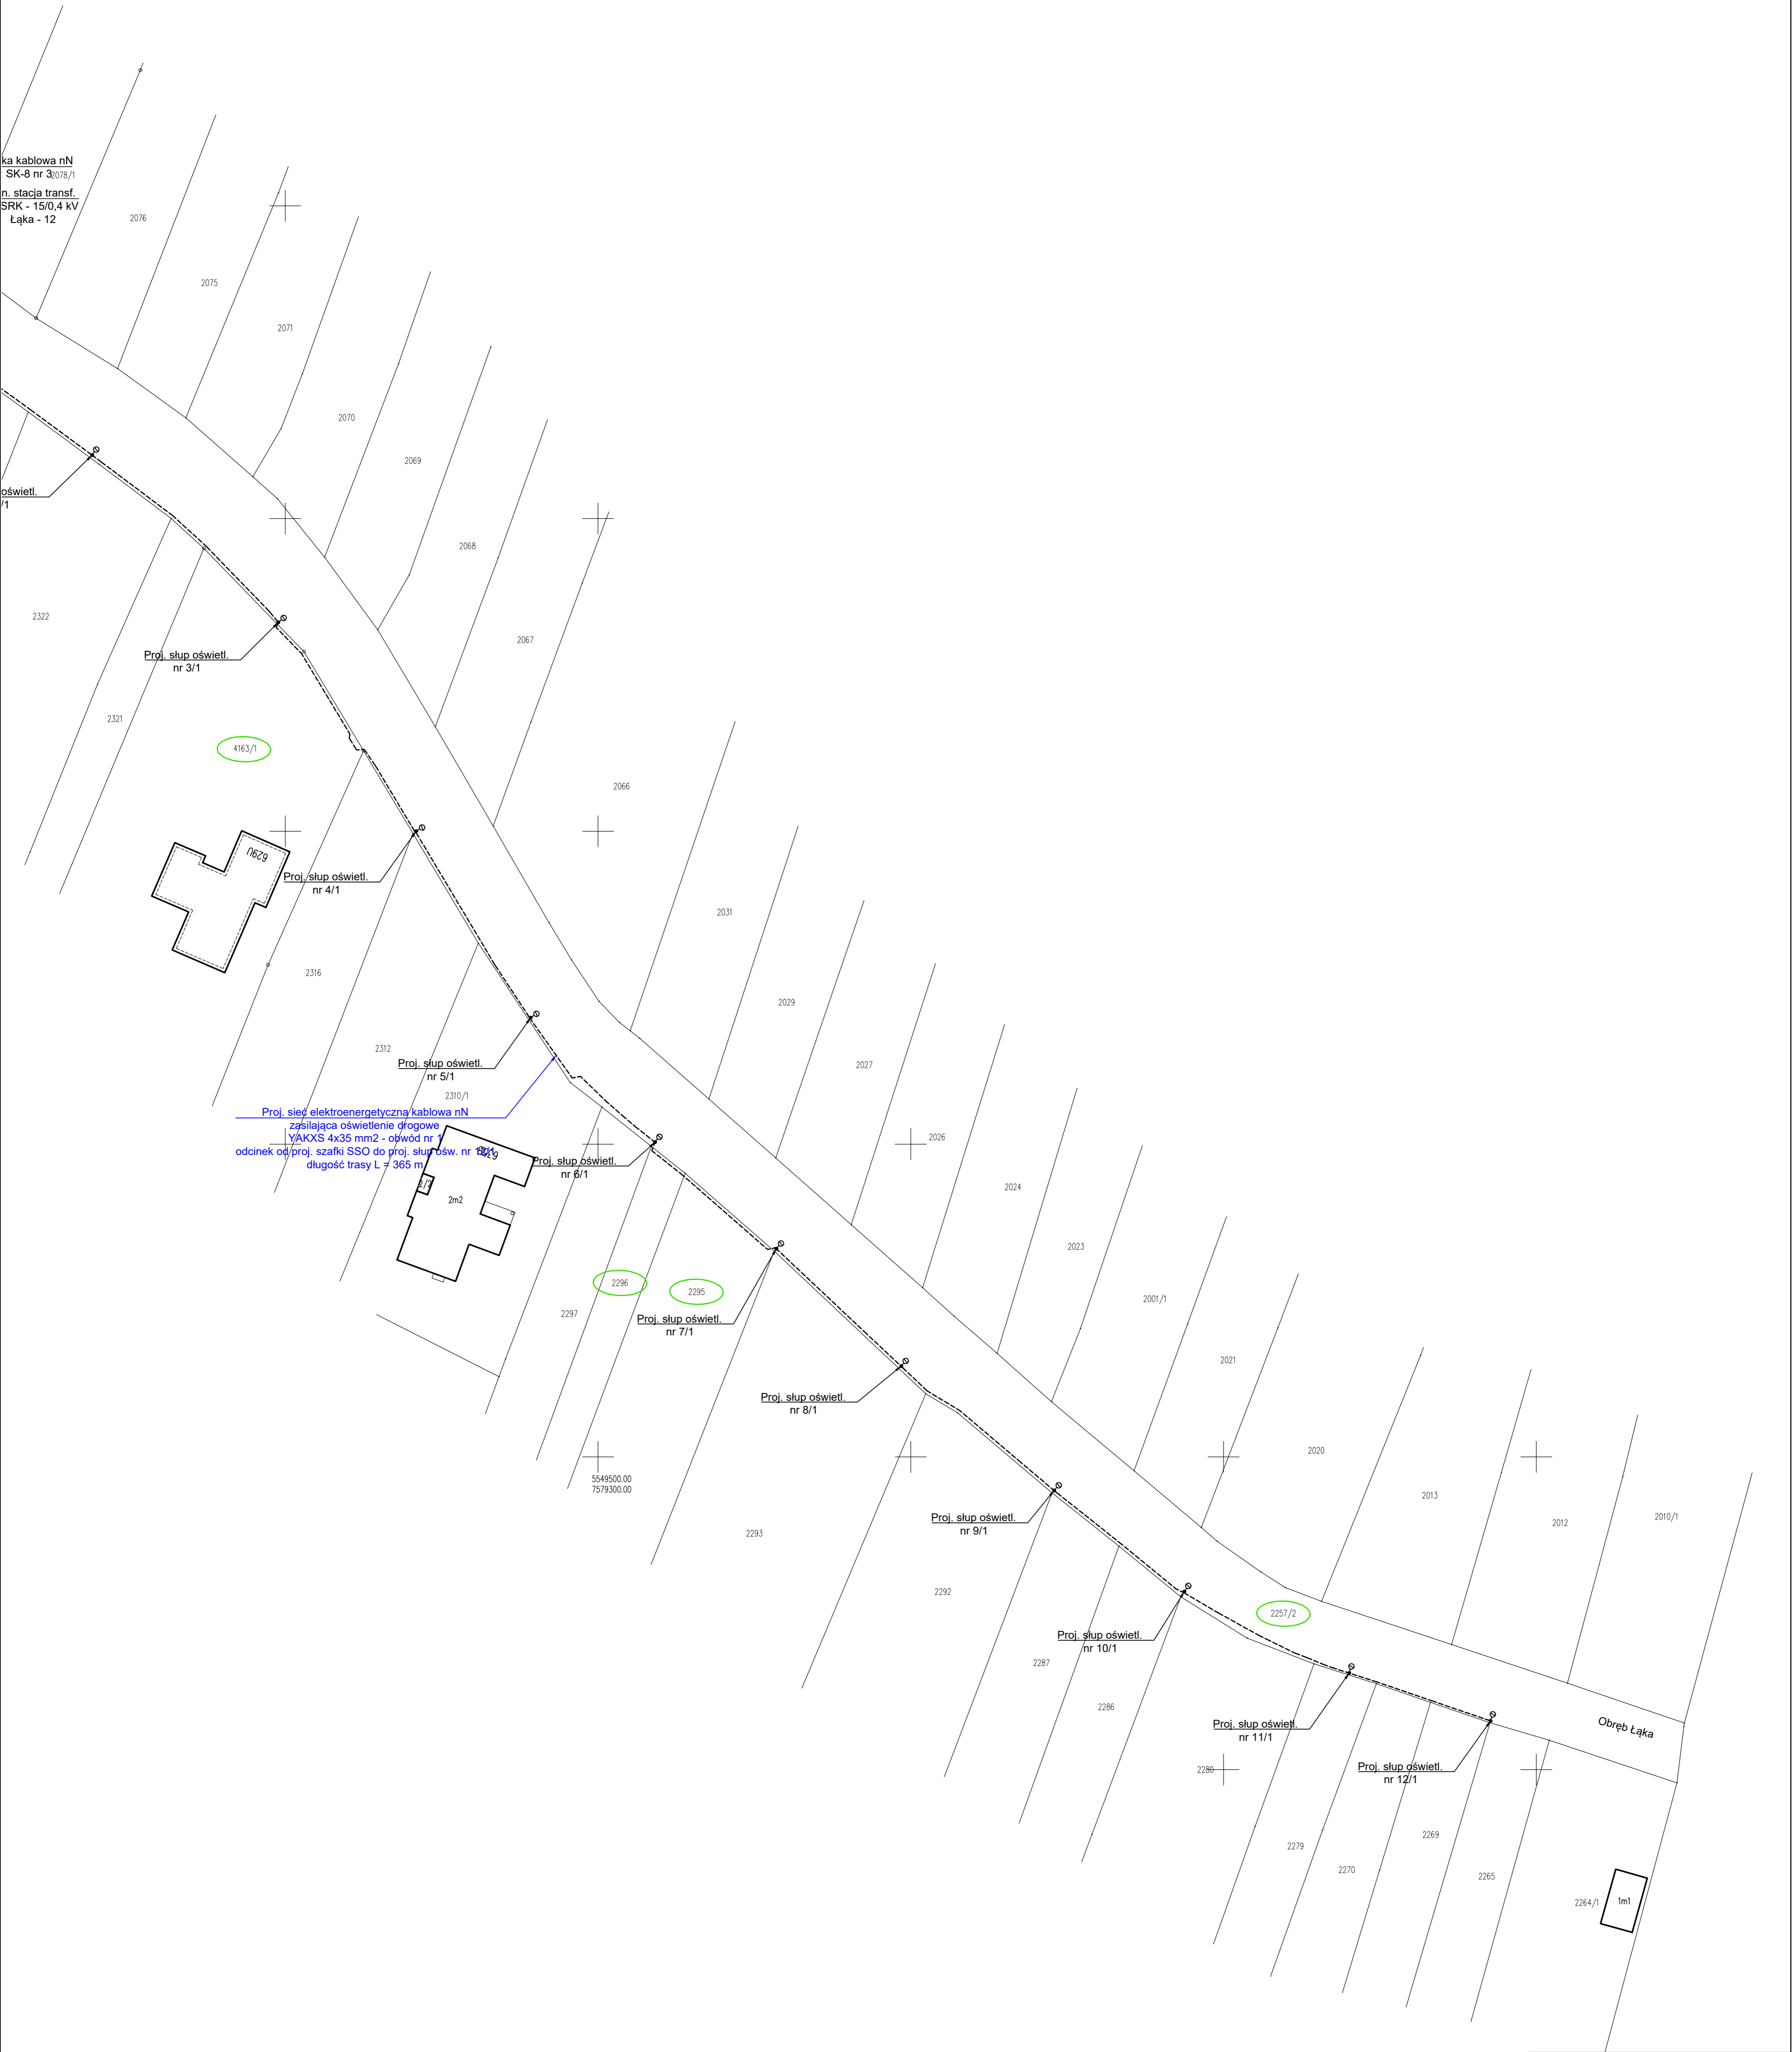 ka kablowa nN
SK-8 nr 3
2078/1
n. stacja transf.
SRK - 15/0,4 kV
Łąka - 12
2076
2075
2071
2070
2069
oświetl.
/1
2068
2322
2067
Proj. słup oświetl.
nr 3/1
2321
4163/1
2066
629U
Proj. słup oświetl.
nr 4/1
2031
2316
2029
2312
Proj. słup oświetl.
nr 5/1
2027
2310/1
Proj. sieć elektroenergetyczna kablowa nN
zasilająca oświetlenie drogowe
YAKXS 4x35 mm2 - obwód nr 1
odcinek od proj. szafki SSO do proj. słup ośw. nr 12/1
długość trasy L = 365 m
2026
Proj. słup oświetl.
nr 6/1
2m2
2024
2023
2296
2295
2297
2001/1
Proj. słup oświetl.
nr 7/1
2021
Proj. słup oświetl.
nr 8/1
2020
5549500.00
7579300.00
2013
Proj. słup oświetl.
nr 9/1
2012
2010/1
2293
2292
2257/2
Proj. słup oświetl.
nr 10/1
2287
2286
Proj. słup oświetl.
nr 11/1
Obręb Łąka
2280
Proj. słup oświetl.
nr 12/1
2279
2270
2269
2265
2264/1
1m1